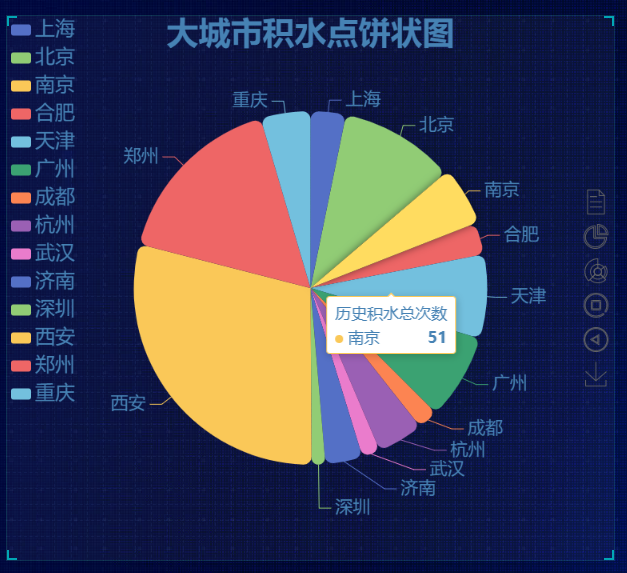 大城市积水点饼状图
上海
北京
南京
合肥
天津
广州
成都
杭州
武汉
济南
深圳
西安
郑州
重庆
重庆
上海
北京
郑州
南京
合肥
天津
历史积水总次数
南京 51
广州
西安
成都
杭州
武汉
济南
深圳